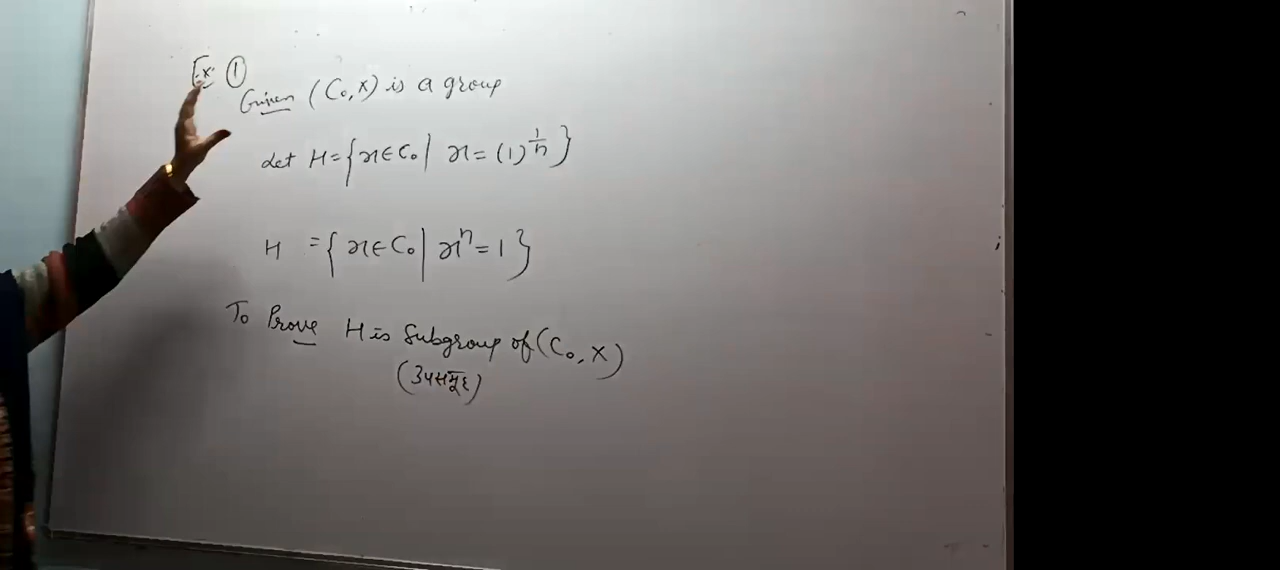 Ex. ①
Given (C₀, ×) is a group
Let H = { x ∈ C₀ | x = (1)^{1/n} }
H = { x ∈ C₀ | xⁿ = 1 }
To Prove H is Subgroup of (C₀, ×)
(उपसमूह)